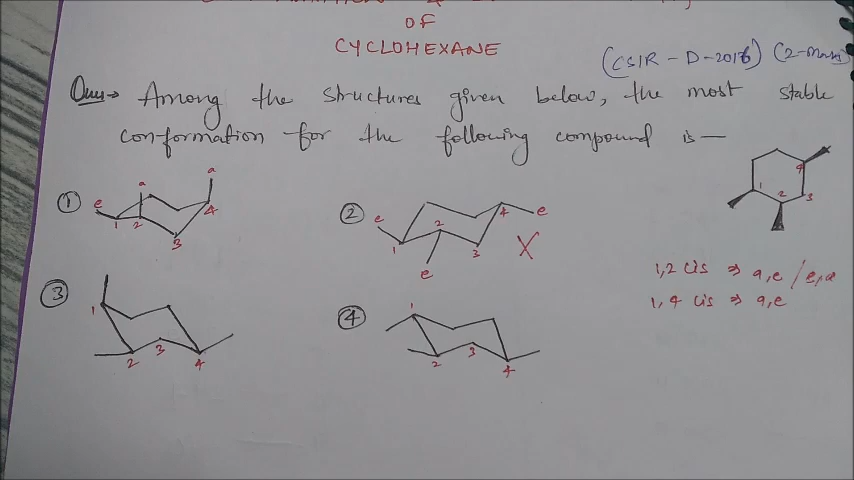 OF
CYCLOHEXANE
(CSIR - D - 2016) (2-Marks)
Ques → Among the structures given below, the most stable
conformation for the following compound is —
① e a a 1 2 3 4
② e e e 1 2 3 4 X
1 2 3 4
③ 1 2 3 4
④ 1 2 3 4
1,2 cis ⇒ a,e / e,a
1,4 cis ⇒ a,e